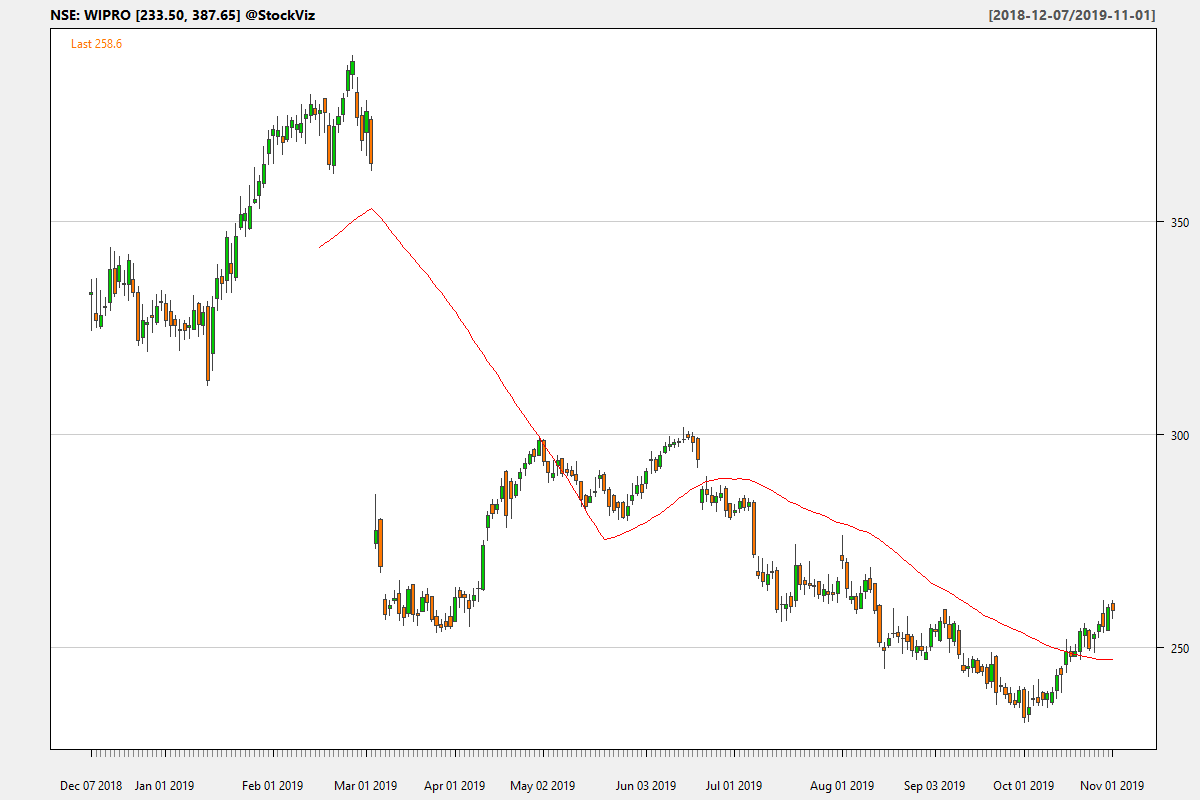 NSE: WIPRO [233.50, 387.65] @StockViz [2018-12-07/2019-11-01]
Last 258.6
350
300
250
Dec 07 2018 Jan 01 2019 Feb 01 2019 Mar 01 2019 Apr 01 2019 May 02 2019 Jun 03 2019 Jul 01 2019 Aug 01 2019 Sep 03 2019 Oct 01 2019 Nov 01 2019